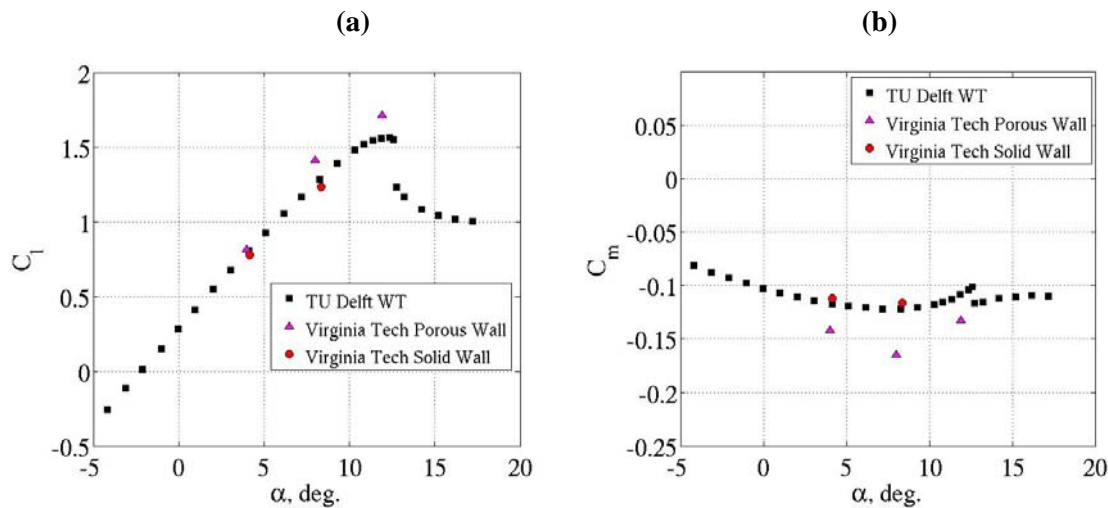 (a)
2
1.5
1
0.5
0
-0.5
-5
0
5
10
15
20
C_l
α, deg.
TU Delft WT
Virginia Tech Porous Wall
Virginia Tech Solid Wall
(b)
0.05
0
-0.05
-0.1
-0.15
-0.2
-0.25
-5
0
5
10
15
20
C_m
α, deg.
TU Delft WT
Virginia Tech Porous Wall
Virginia Tech Solid Wall